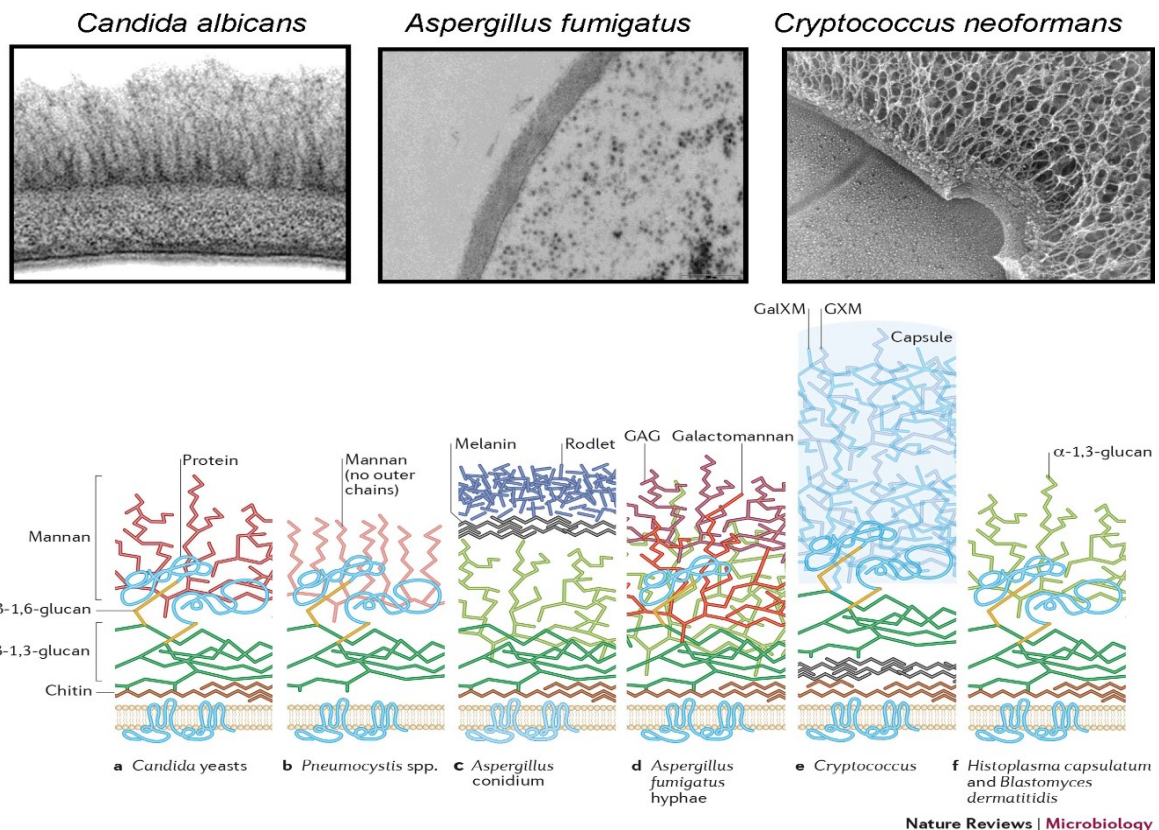 Candida albicans
Aspergillus fumigatus
Cryptococcus neoformans
GalXM
GXM
Capsule
Melanin
Rodlet
GAG
Galactomannan
α-1,3-glucan
Protein
Mannan
(no outer
chains)
Mannan
β-1,6-glucan
β-1,3-glucan
Chitin
a Candida yeasts
b Pneumocystis spp.
c Aspergillus
conidium
d Aspergillus
fumigatus
hyphae
e Cryptococcus
f Histoplasma capsulatum
and Blastomyces
dermatitidis
Nature Reviews | Microbiology